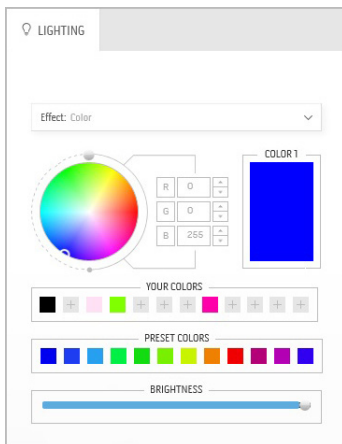 LIGHTING
Effect: Color
COLOR 1
R 0
G 0
B 255
YOUR COLORS
PRESET COLORS
BRIGHTNESS